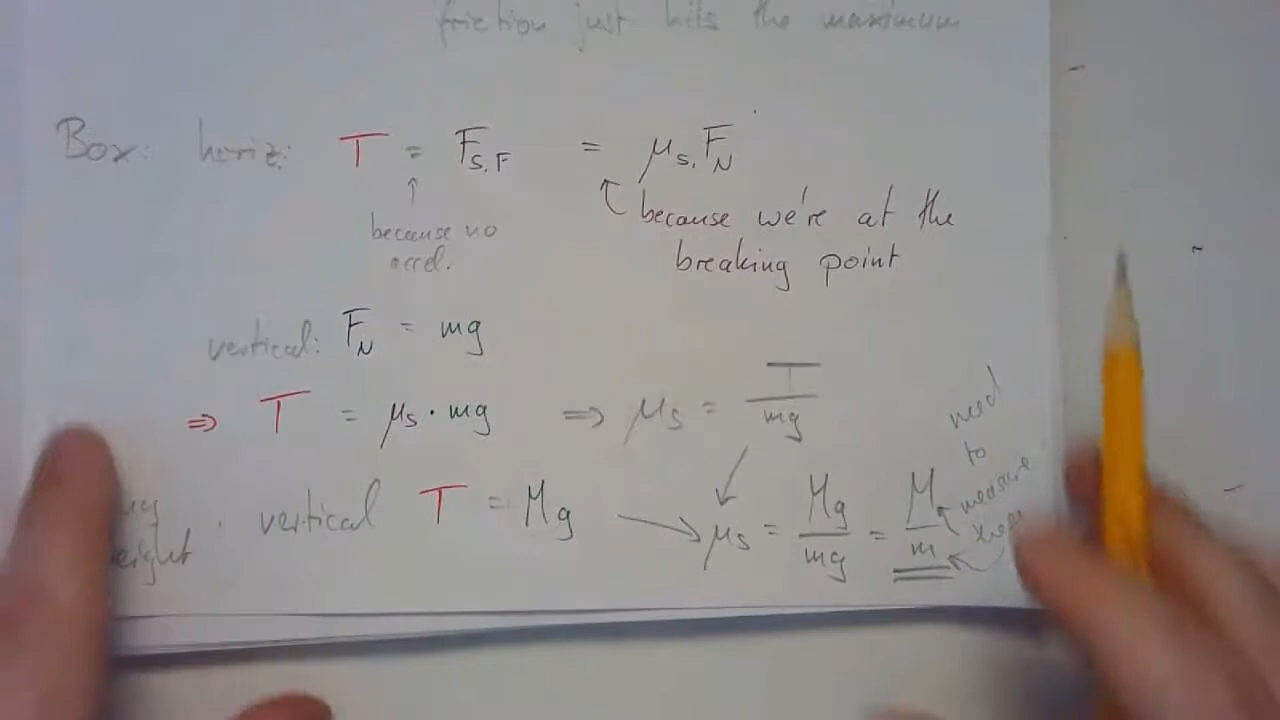 friction just hits the maximum
Box: horiz: T = F_S,F = μ_S. F_N
↑ because no accel.
↖ because we're at the
breaking point
vertical: F_N = mg
⇒ T = μ_S · mg ⇒ μ_S = T/mg
vertical T = Mg → μ_S = Mg/mg = M/m
need
to
measure